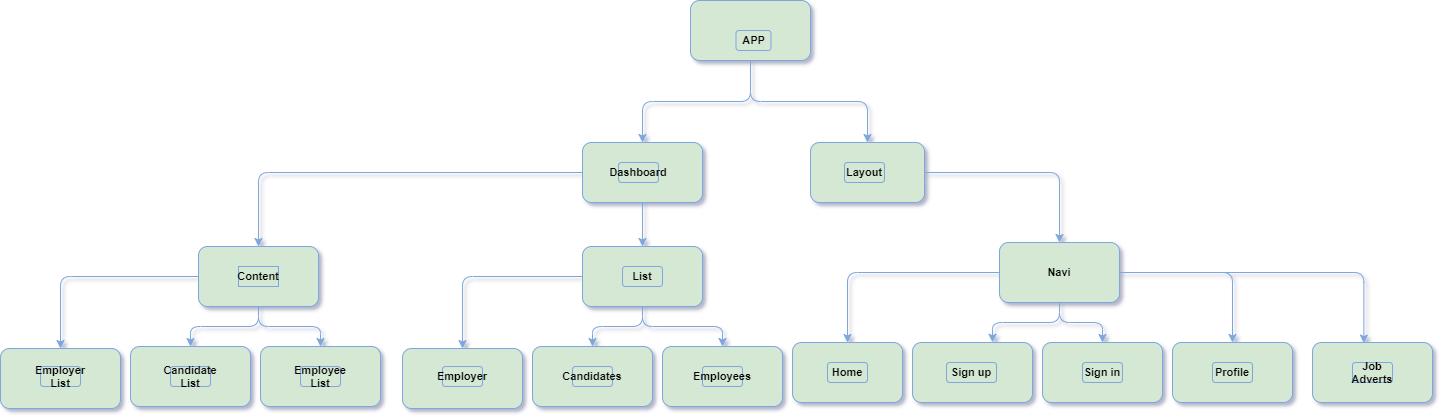 APP
Dashboard
Layout
Content
List
Navi
Employer
List
Candidate
List
Employee
List
Employer
Candidates
Employees
Home
Sign up
Sign in
Profile
Job
Adverts